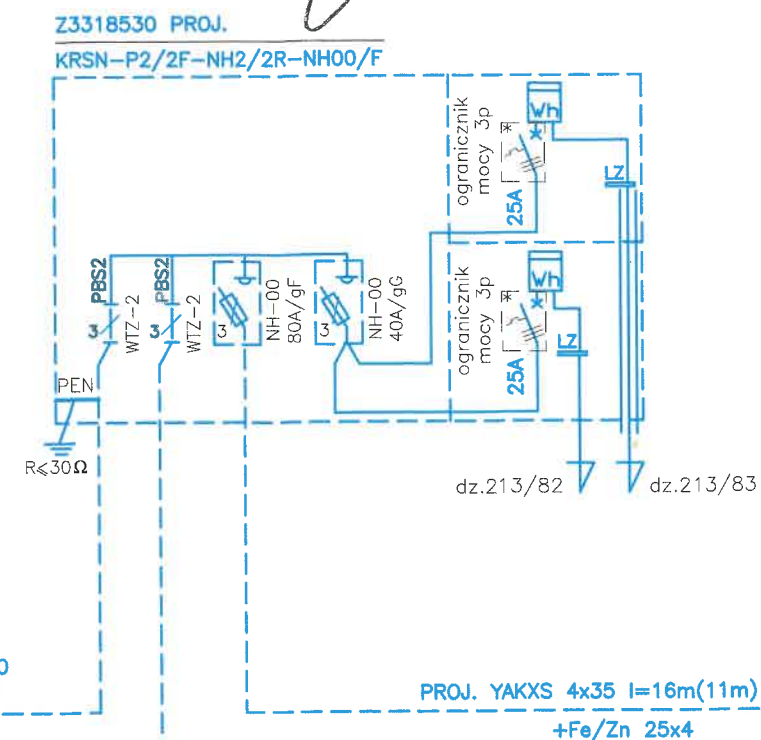 Z3318530 PROJ.
KRSN-P2/2F-NH2/2R-NH00/F
ogranicznik
mocy 3p
*
Wh
25A
LZ
PBS2
3
WTZ-2
PBS2
3
WTZ-2
3
NH-00
80A/gF
3
NH-00
40A/gG
ogranicznik
mocy 3p
*
Wh
25A
LZ
PEN
R≤30Ω
dz.213/82
dz.213/83
0
PROJ. YAKXS 4x35 l=16m(11m)
+Fe/Zn 25x4